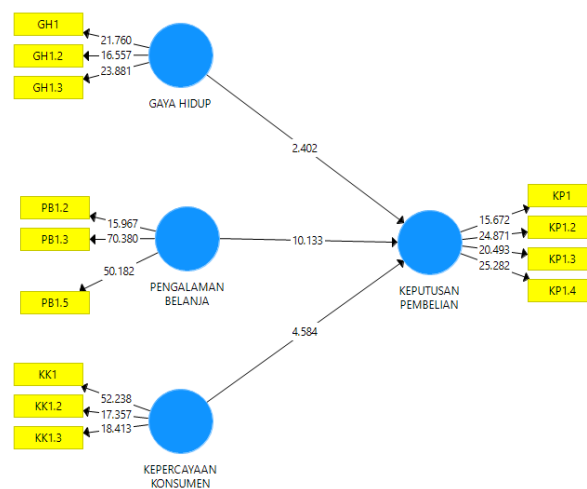 GH1
21.760
GH1.2
16.557
23.881
GH1.3
GAYA HIDUP
2.402
PB1.2
15.967
PB1.3
70.380
50.182
PB1.5
PENGALAMAN
BELANJA
10.133
KP1
15.672
KP1.2
24.871
20.493
KP1.3
25.282
KP1.4
KEPUTUSAN
PEMBELIAN
4.584
KK1
52.238
KK1.2
17.357
18.413
KK1.3
KEPERCAYAAN
KONSUMEN